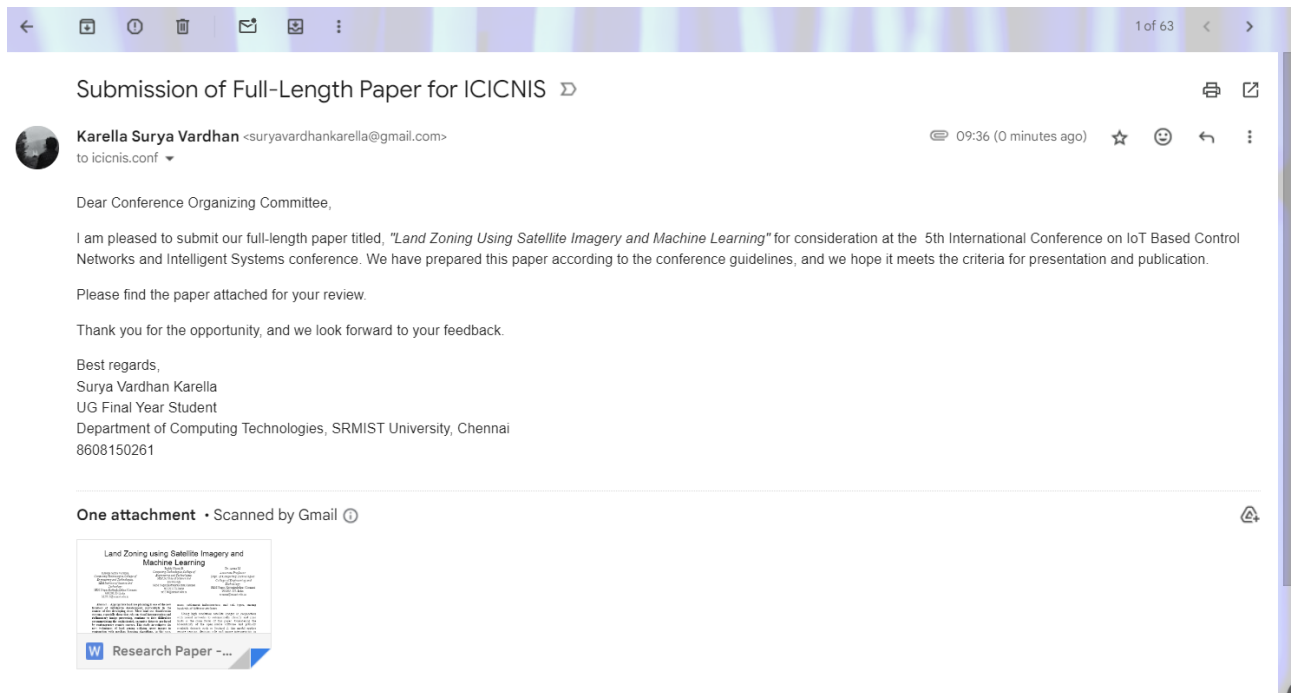 1 of 63
Submission of Full-Length Paper for ICICNIS
Karella Surya Vardhan <suryavardhankarella@gmail.com>
09:36 (0 minutes ago)
to icicnis.conf
Dear Conference Organizing Committee,
I am pleased to submit our full-length paper titled, "Land Zoning Using Satellite Imagery and Machine Learning" for consideration at the 5th International Conference on IoT Based Control
Networks and Intelligent Systems conference. We have prepared this paper according to the conference guidelines, and we hope it meets the criteria for presentation and publication.
Please find the paper attached for your review.
Thank you for the opportunity, and we look forward to your feedback.
Best regards,
Surya Vardhan Karella
UG Final Year Student
Department of Computing Technologies, SRMIST University, Chennai
8608150261
One attachment • Scanned by Gmail
Land Zoning using Satellite Imagery and
Machine Learning
W Research Paper -...